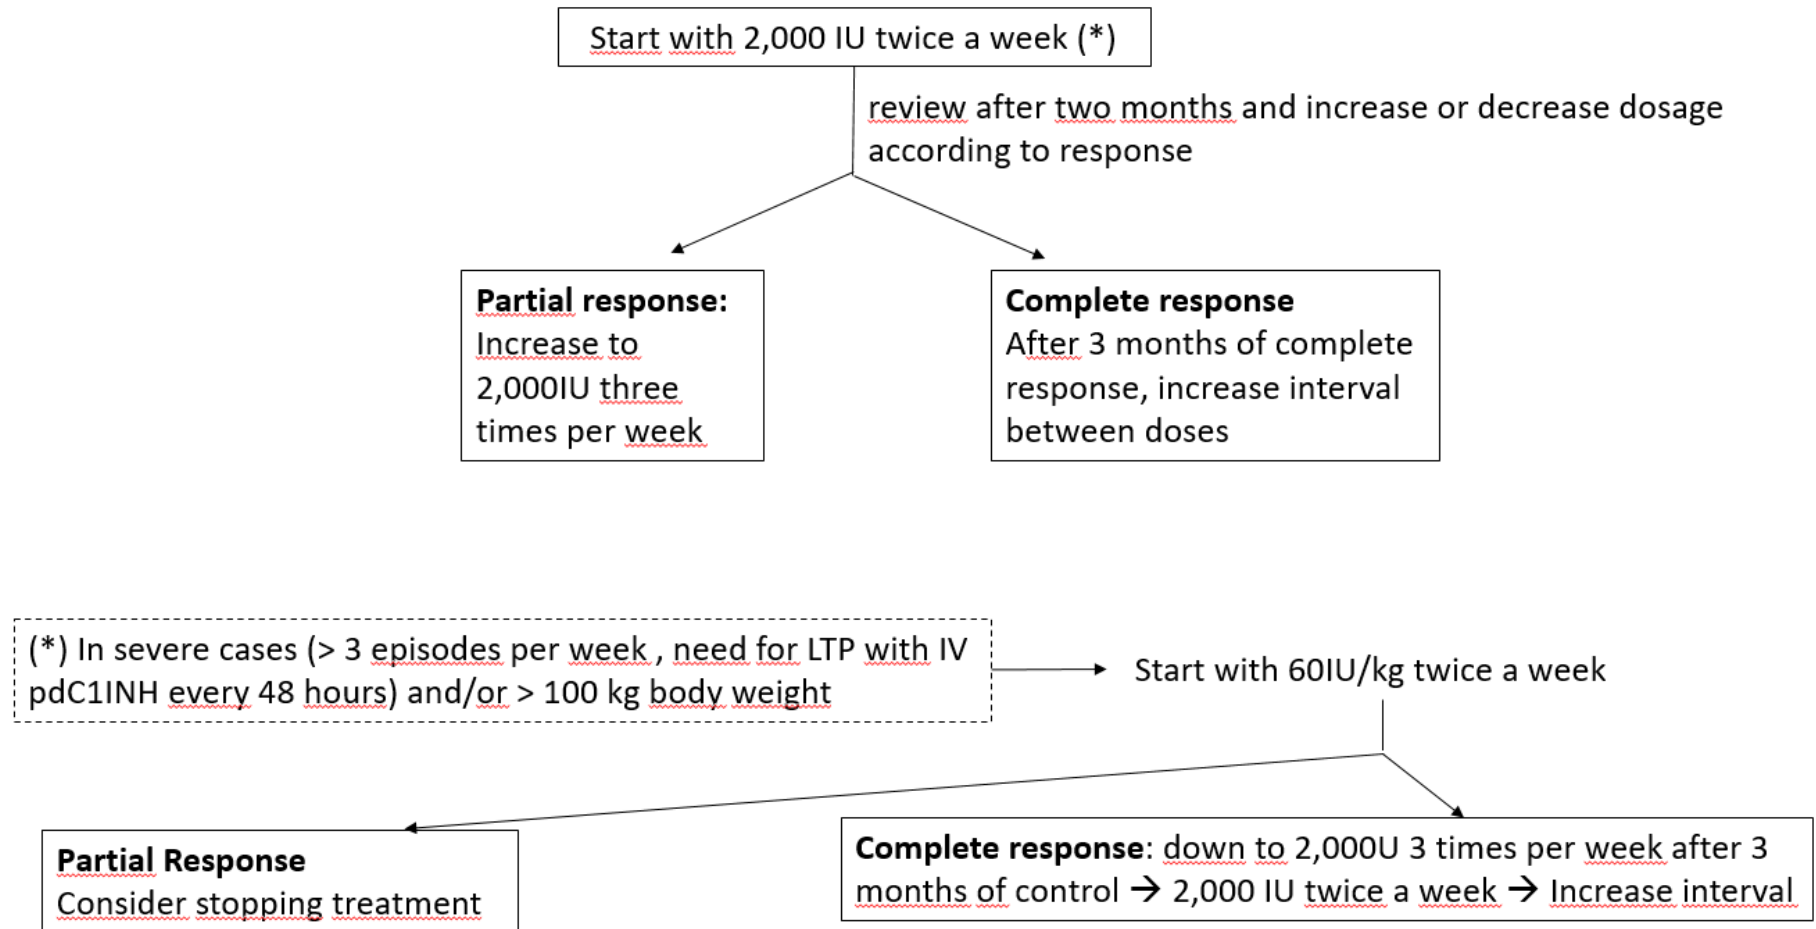 Start with 2,000 IU twice a week (*)
review after two months and increase or decrease dosage
according to response
Partial response:
Increase to
2,000IU three
times per week
Complete response
After 3 months of complete
response, increase interval
between doses
(*) In severe cases (> 3 episodes per week , need for LTP with IV
pdC1INH every 48 hours) and/or > 100 kg body weight
Start with 60IU/kg twice a week
Partial Response
Consider stopping treatment
Complete response: down to 2,000U 3 times per week after 3
months of control → 2,000 IU twice a week → Increase interval